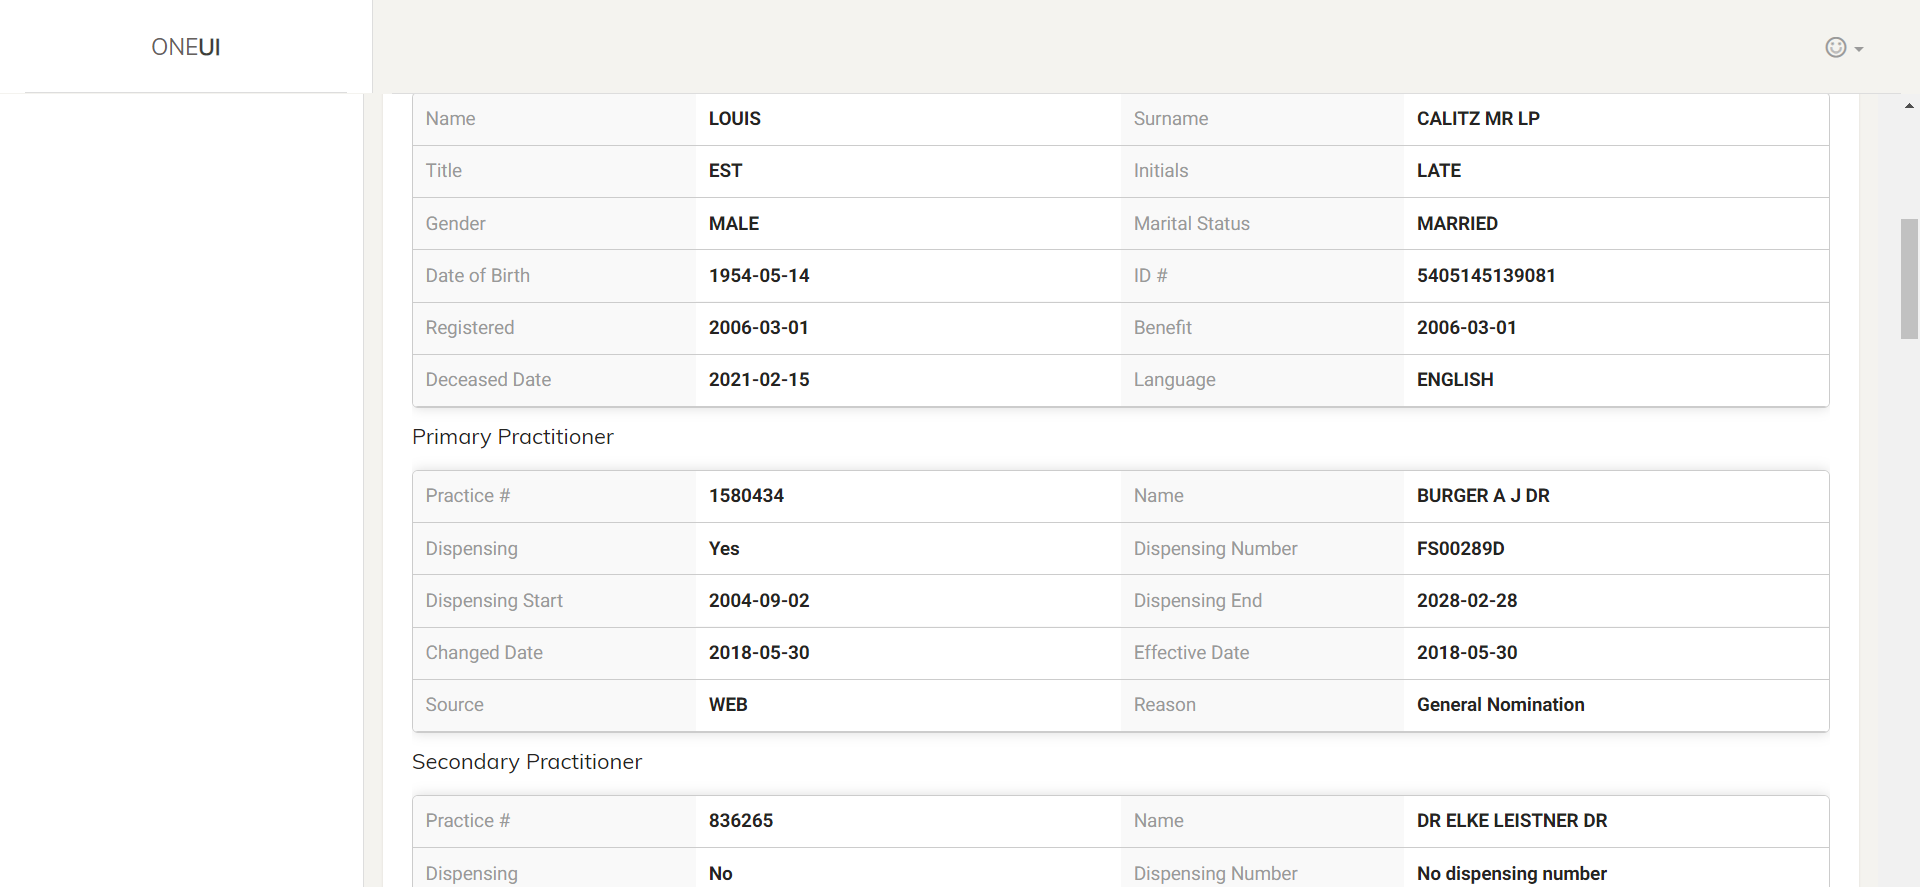 ONEUI
Name LOUIS Surname CALITZ MR LP
Title EST Initials LATE
Gender MALE Marital Status MARRIED
Date of Birth 1954-05-14 ID # 5405145139081
Registered 2006-03-01 Benefit 2006-03-01
Deceased Date 2021-02-15 Language ENGLISH
Primary Practitioner
Practice # 1580434 Name BURGER A J DR
Dispensing Yes Dispensing Number FS00289D
Dispensing Start 2004-09-02 Dispensing End 2028-02-28
Changed Date 2018-05-30 Effective Date 2018-05-30
Source WEB Reason General Nomination
Secondary Practitioner
Practice # 836265 Name DR ELKE LEISTNER DR
Dispensing No Dispensing Number No dispensing number